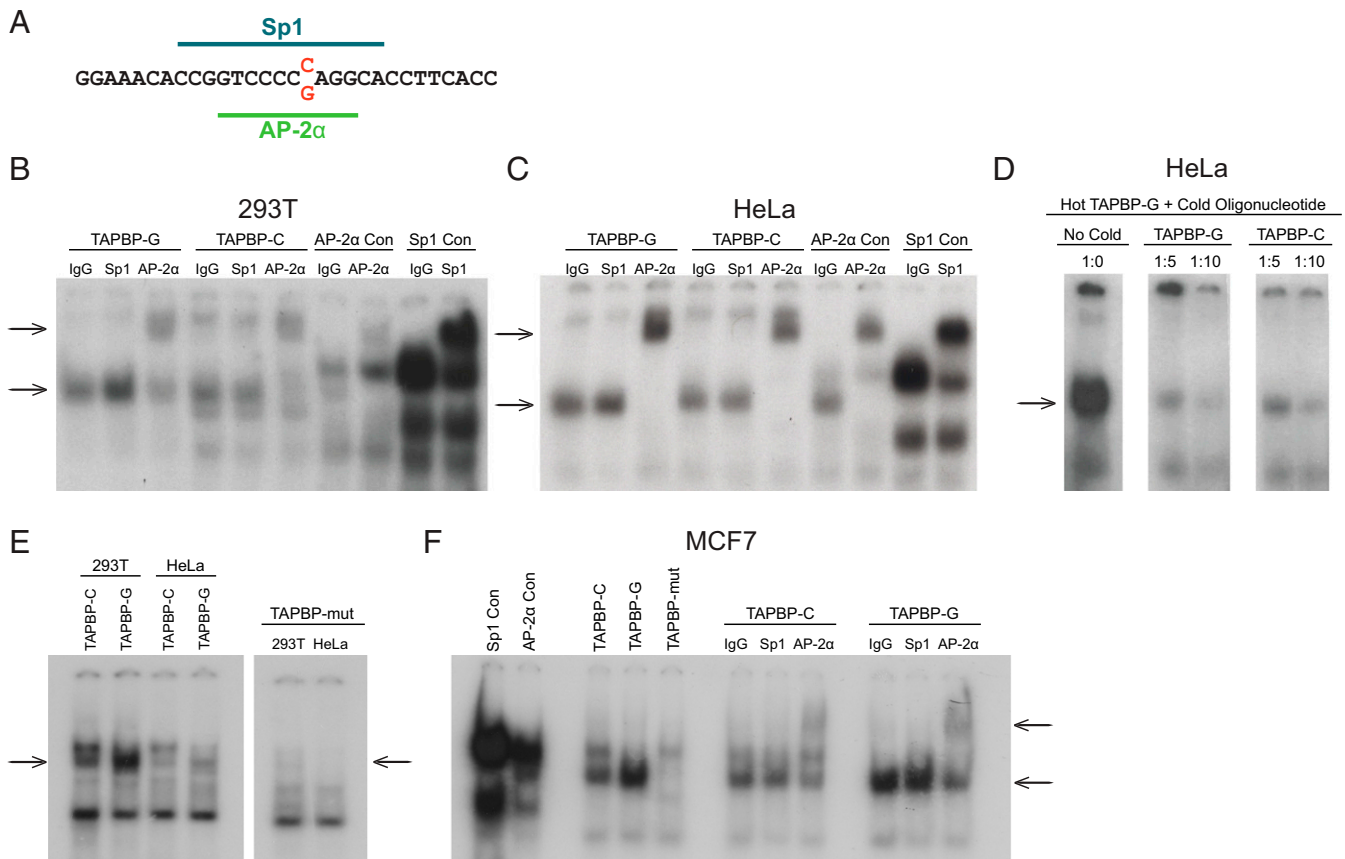 A
Sp1
C
GGAAACACCGGTCCCC AGGCACCTTCACC
G
AP-2α
B
293T
TAPBP-G TAPBP-C AP-2α Con Sp1 Con
IgG Sp1 AP-2α IgG Sp1 AP-2α IgG AP-2α IgG Sp1
C
HeLa
TAPBP-G TAPBP-C AP-2α Con Sp1 Con
IgG Sp1 AP-2α IgG Sp1 AP-2α IgG AP-2α IgG Sp1
D
HeLa
Hot TAPBP-G + Cold Oligonucleotide
No Cold TAPBP-G TAPBP-C
1:0 1:5 1:10 1:5 1:10
E
293T HeLa
TAPBP-C
TAPBP-G
TAPBP-C
TAPBP-G
TAPBP-mut
293T HeLa
F
MCF7
Sp1 Con
AP-2α Con
TAPBP-C
TAPBP-G
TAPBP-mut
TAPBP-C TAPBP-G
IgG Sp1 AP-2α IgG Sp1 AP-2α